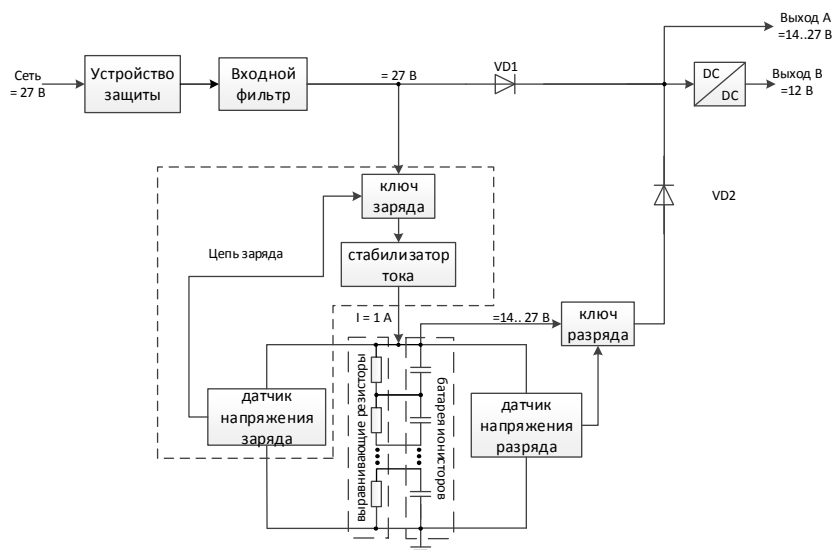 Выход А
=14..27 В
Сеть
= 27 В
Устройство
защиты
Входной
фильтр
= 27 В
VD1
DC
DC
Выход В
=12 В
ключ
заряда
VD2
Цепь заряда
стабилизатор
тока
I = 1 А
=14.. 27 В
ключ
разряда
датчик
напряжения
заряда
выравнивающие резисторы
батарея ионисторов
датчик
напряжения
разряда